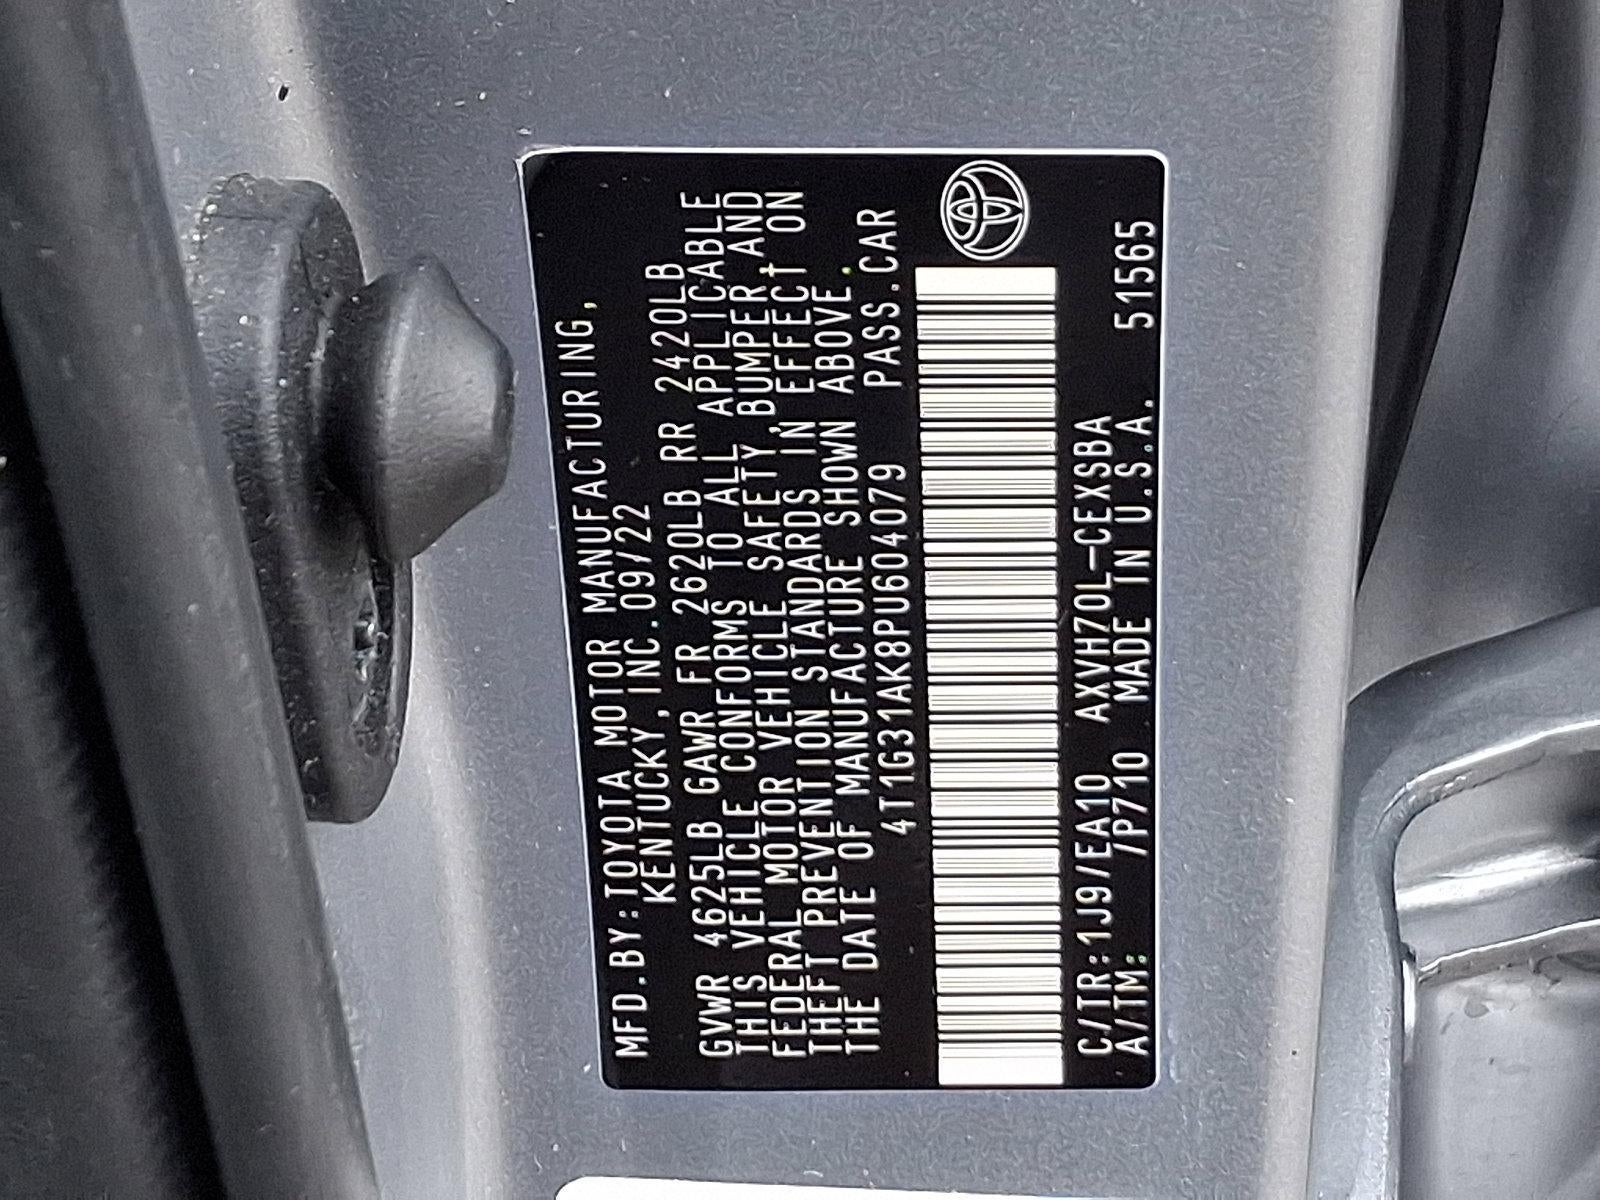 MFD.BY:TOYOTA MOTOR MANUFACTURING,
KENTUCKY,INC.09/22
GVWR 4625LB GAWR FR 2620LB RR 2420LB
THIS VEHICLE CONFORMS TO ALL APPLICABLE
FEDERAL MOTOR VEHICLE SAFETY,BUMPER,AND
THEFT PREVENTION STANDARDS IN EFFECT ON
THE DATE OF MANUFACTURE SHOWN ABOVE.
4T1G31AK8PU604079 PASS.CAR
C/TR:1J9/EA10 AXVH70L-CEXSBA
A/TM: /P710 MADE IN U.S.A. 51565